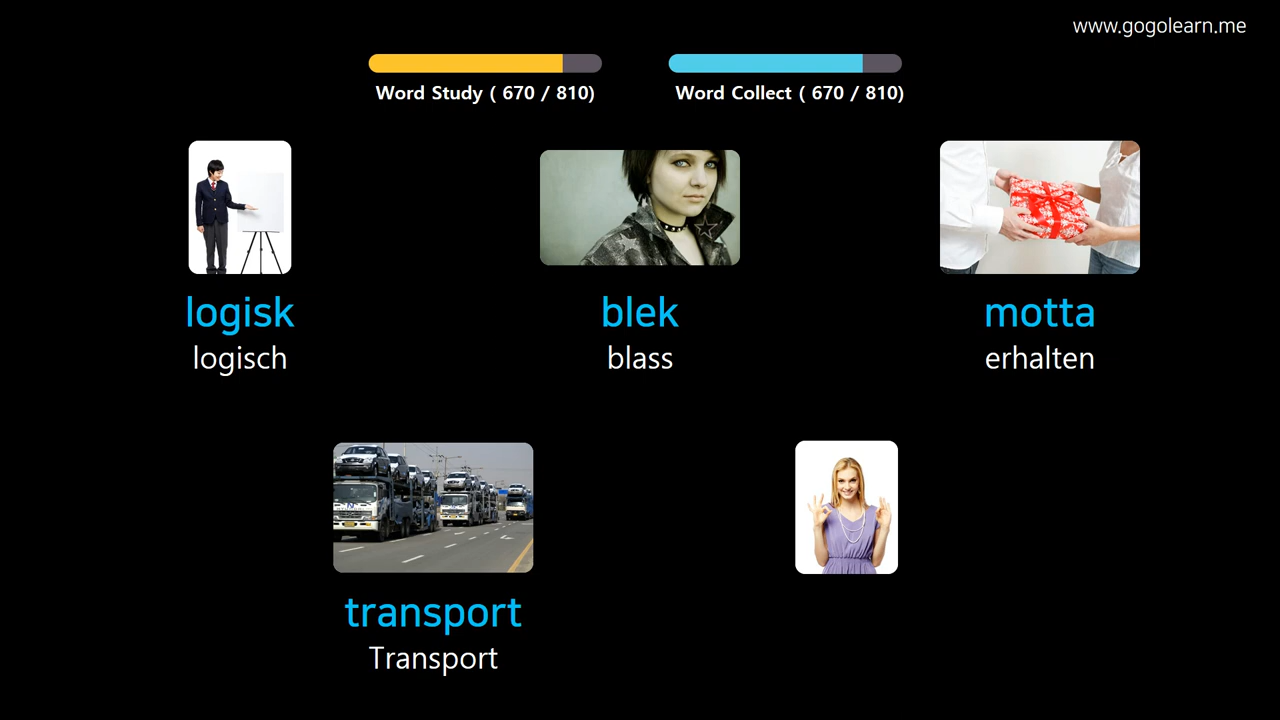 www.gogolearn.me
Word Study ( 670 / 810)
Word Collect ( 670 / 810)
logisk
logisch
blek
blass
motta
erhalten
transport
Transport